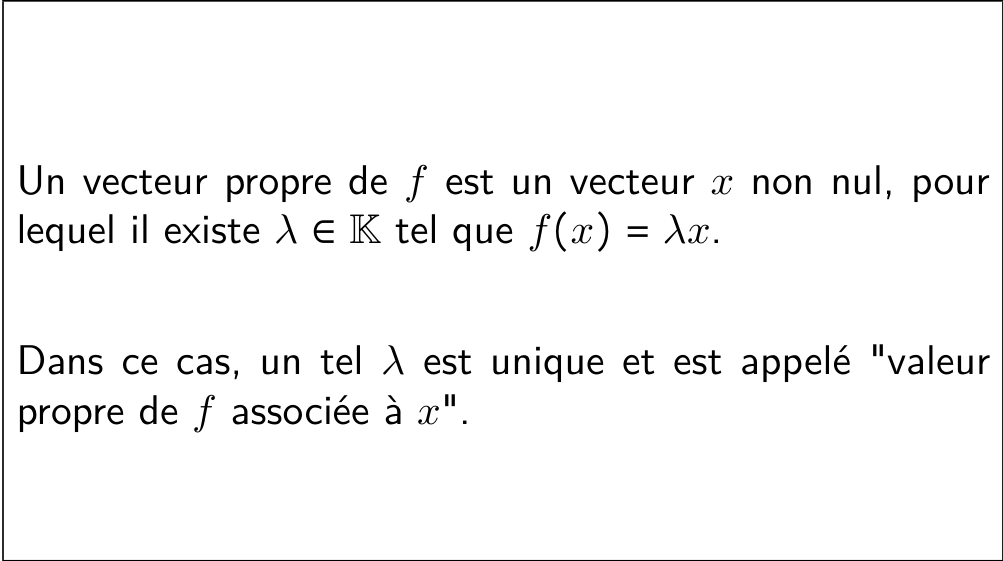 Un vecteur propre de f est un vecteur x non nul, pour
lequel il existe λ ∈ 𝕂 tel que f(x) = λx.
Dans ce cas, un tel λ est unique et est appelé "valeur
propre de f associée à x".